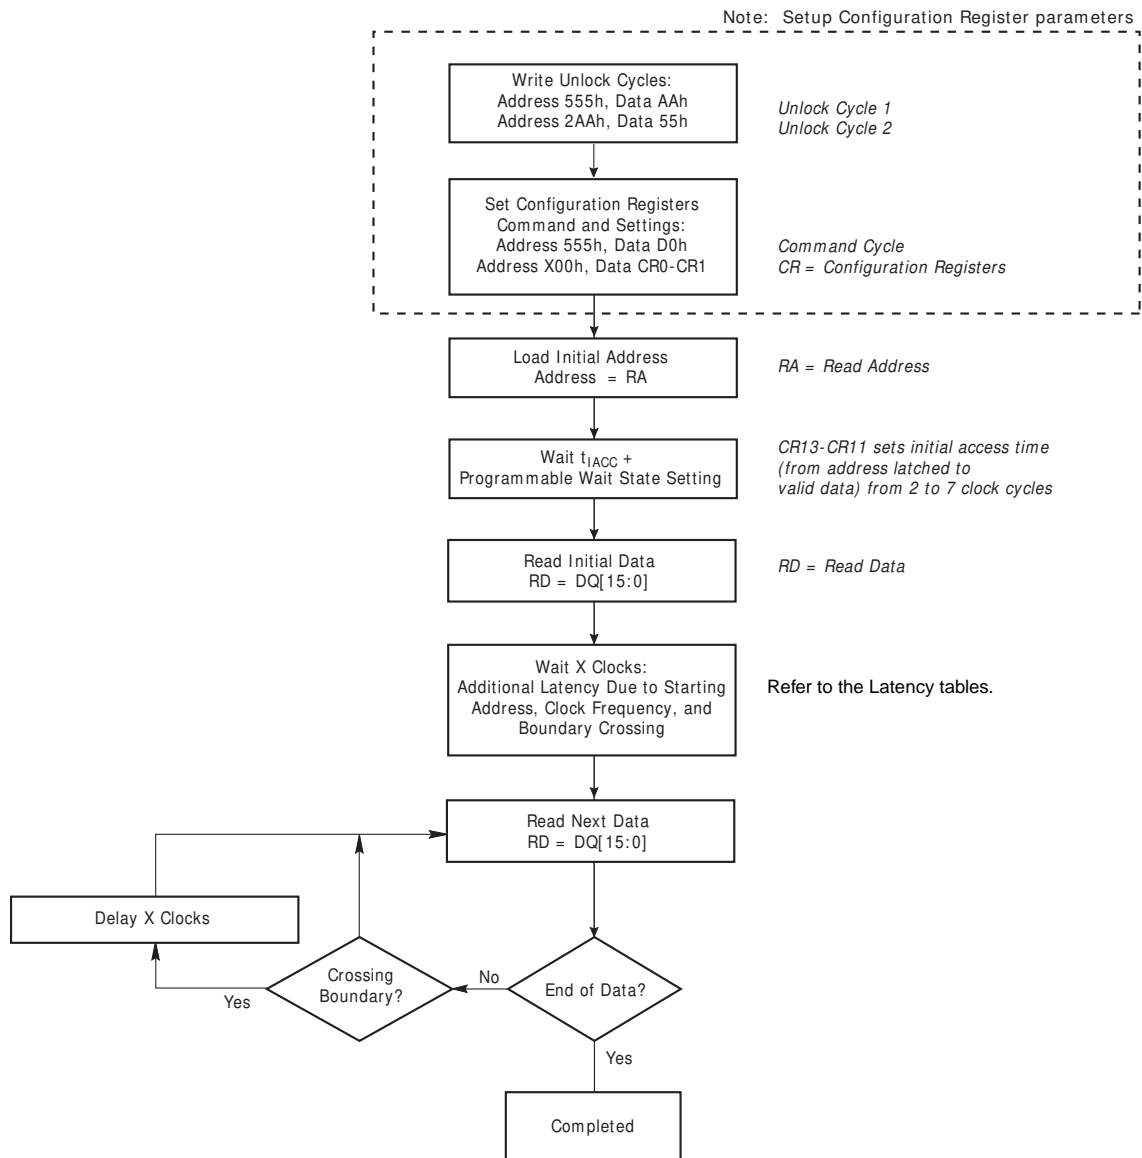 Note: Setup Configuration Register parameters
Write Unlock Cycles:
Address 555h, Data AAh
Address 2AAh, Data 55h
Unlock Cycle 1
Unlock Cycle 2
Set Configuration Registers
Command and Settings:
Address 555h, Data D0h
Address X00h, Data CR0-CR1
Command Cycle
CR = Configuration Registers
Load Initial Address
Address = RA
RA = Read Address
Wait tIACC +
Programmable Wait State Setting
CR13-CR11 sets initial access time
(from address latched to
valid data) from 2 to 7 clock cycles
Read Initial Data
RD = DQ[15:0]
RD = Read Data
Wait X Clocks:
Additional Latency Due to Starting
Address, Clock Frequency, and
Boundary Crossing
Refer to the Latency tables.
Read Next Data
RD = DQ[15:0]
Delay X Clocks
Crossing
Boundary?
Yes
No
End of Data?
Yes
Completed